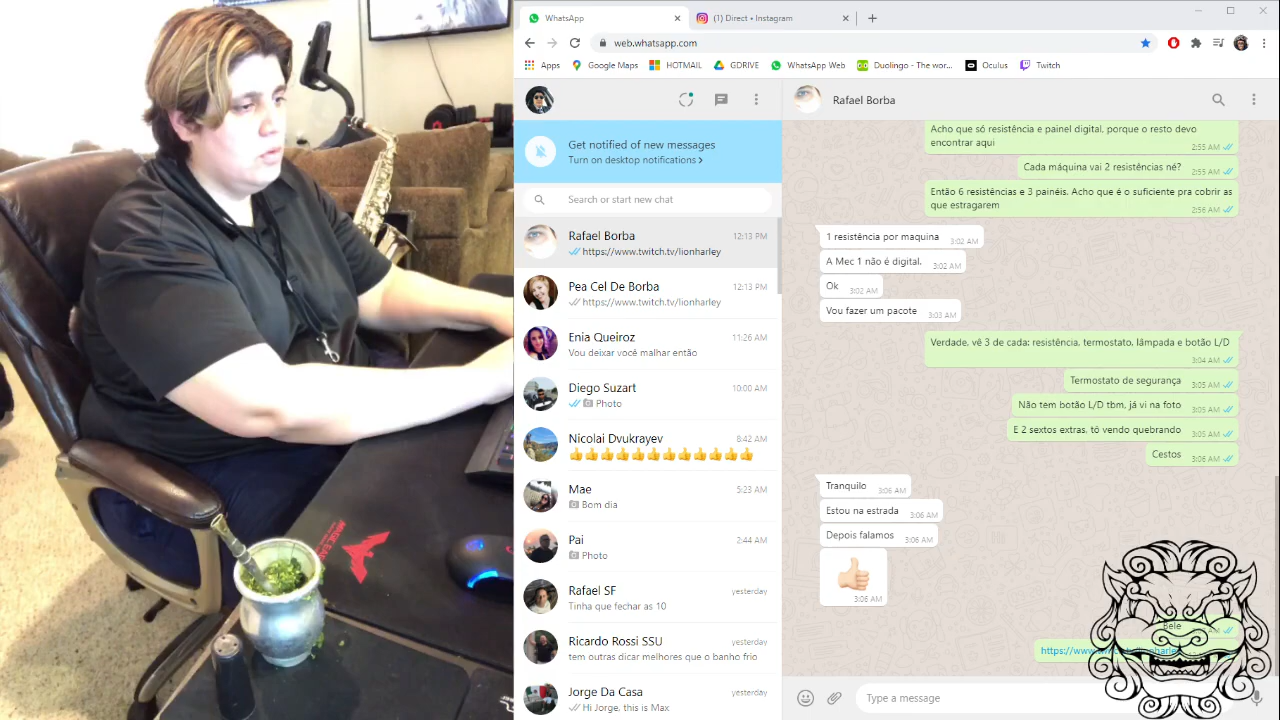 WhatsApp
(1) Direct • Instagram
web.whatsapp.com
Apps
Google Maps
HOTMAIL
GDRIVE
WhatsApp Web
Duolingo - The wor...
Oculus
Twitch
Get notified of new messages
Turn on desktop notifications >
Search or start new chat
Rafael Borba 12:13 PM
https://www.twitch.tv/lionharley
Pea Cel De Borba 12:13 PM
https://www.twitch.tv/lionharley
Enia Queiroz 11:26 AM
Vou deixar você malhar então
Diego Suzart 10:00 AM
Photo
Nicolai Dvukrayev 8:42 AM
👍👍👍👍👍👍👍👍👍👍👍👍
Mae 5:23 AM
Bom dia
Pai 2:44 AM
Photo
Rafael SF yesterday
Tinha que fechar as 10
Ricardo Rossi SSU yesterday
tem outras dicar melhores que o banho frio
Jorge Da Casa yesterday
Hi Jorge, this is Max
Rafael Borba
Acho que só resistência e painel digital, porque o resto devo
encontrar aqui 2:55 AM
Cada máquina vai 2 resistências né? 2:55 AM
Então 6 resistências e 3 painéis. Acho que é o suficiente pra cobrir as
que estragarem 2:56 AM
1 resistência por maquina 3:02 AM
A Mec 1 não é digital. 3:02 AM
Ok 3:02 AM
Vou fazer um pacote 3:03 AM
Verdade, vê 3 de cada: resistência, termostato, lâmpada e botão L/D
3:04 AM
Termostato de segurança 3:05 AM
Não tem botão L/D tbm, já vi na foto 3:05 AM
E 2 sextos extras, tô vendo quebrando 3:05 AM
Cestos 3:06 AM
Tranquilo 3:06 AM
Estou na estrada 3:06 AM
Depois falamos 3:06 AM
👍🏻
3:06 AM
Bele
Type a message